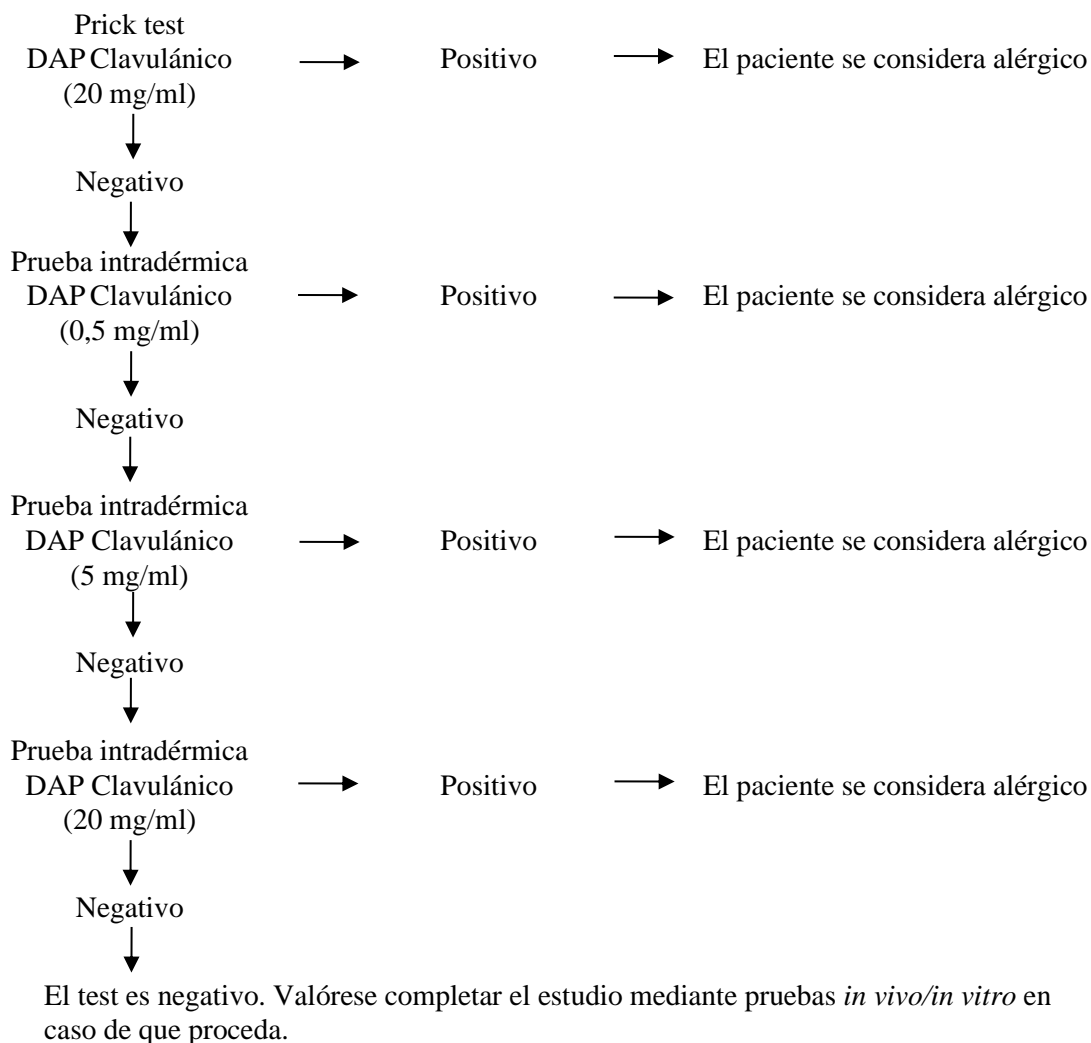 Prick test
DAP Clavulánico
(20 mg/ml)
Positivo
El paciente se considera alérgico
Negativo
Prueba intradérmica
DAP Clavulánico
(0,5 mg/ml)
Positivo
El paciente se considera alérgico
Negativo
Prueba intradérmica
DAP Clavulánico
(5 mg/ml)
Positivo
El paciente se considera alérgico
Negativo
Prueba intradérmica
DAP Clavulánico
(20 mg/ml)
Positivo
El paciente se considera alérgico
Negativo
El test es negativo. Valórese completar el estudio mediante pruebas in vivo/in vitro en
caso de que proceda.